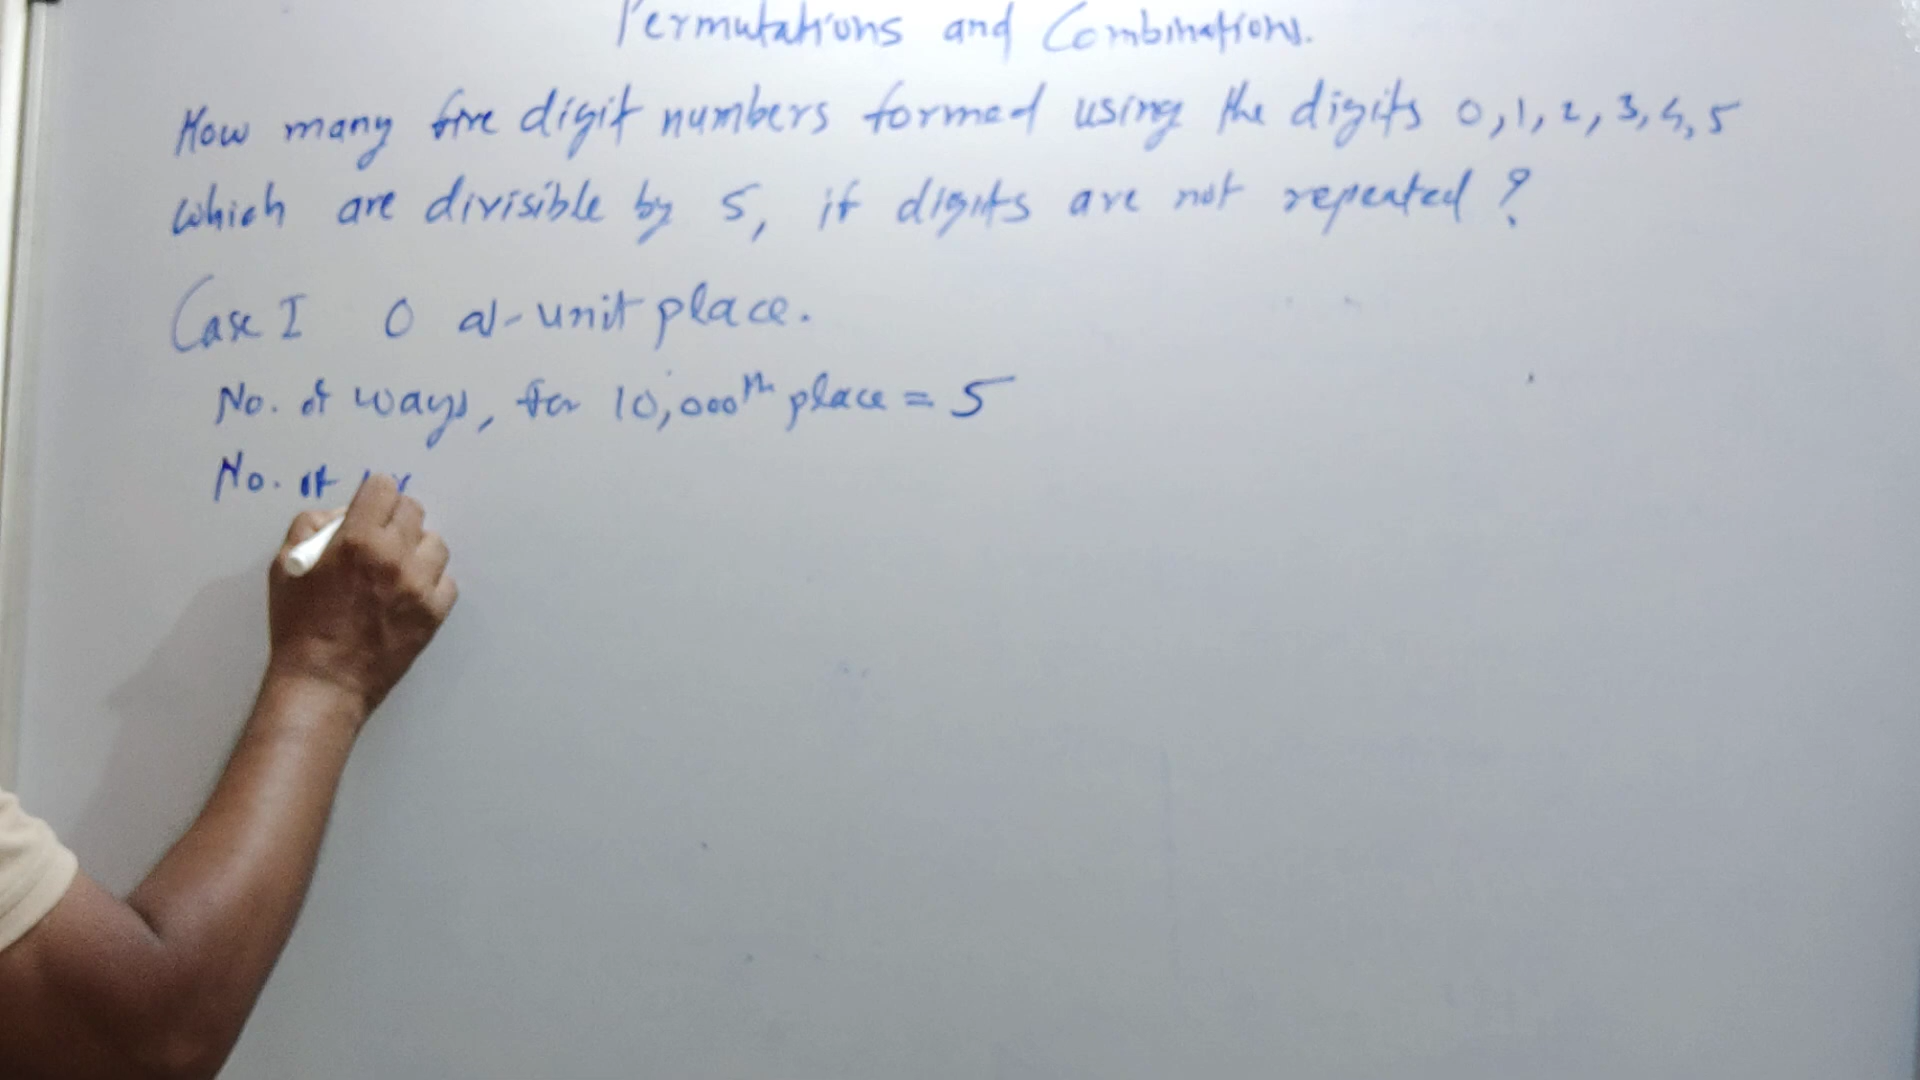 Permutations and Combinations.
How many five digit numbers formed using the digits 0, 1, 2, 3, 4, 5
which are divisible by 5, if digits are not repeated ?
Case I 0 at unit place.
No. of ways, for 10,000th place = 5
No. of